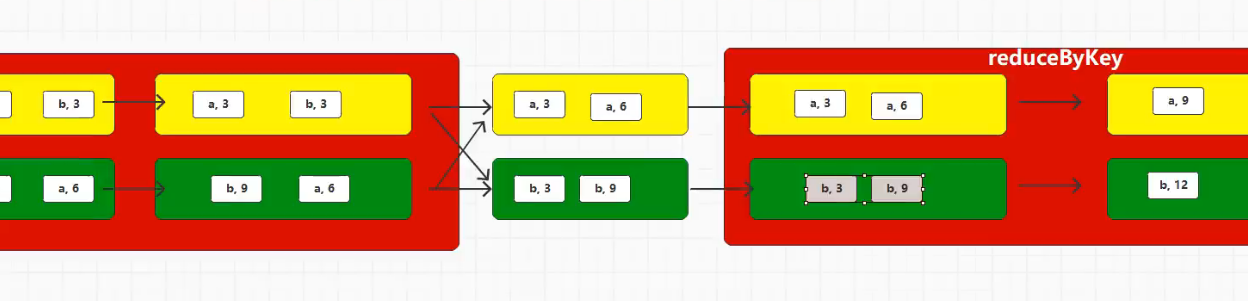 reduceByKey
b, 3
a, 3
b, 3
a, 3
a, 6
a, 3
a, 6
a, 9
a, 6
b, 9
a, 6
b, 3
b, 9
b, 3
b, 9
b, 12